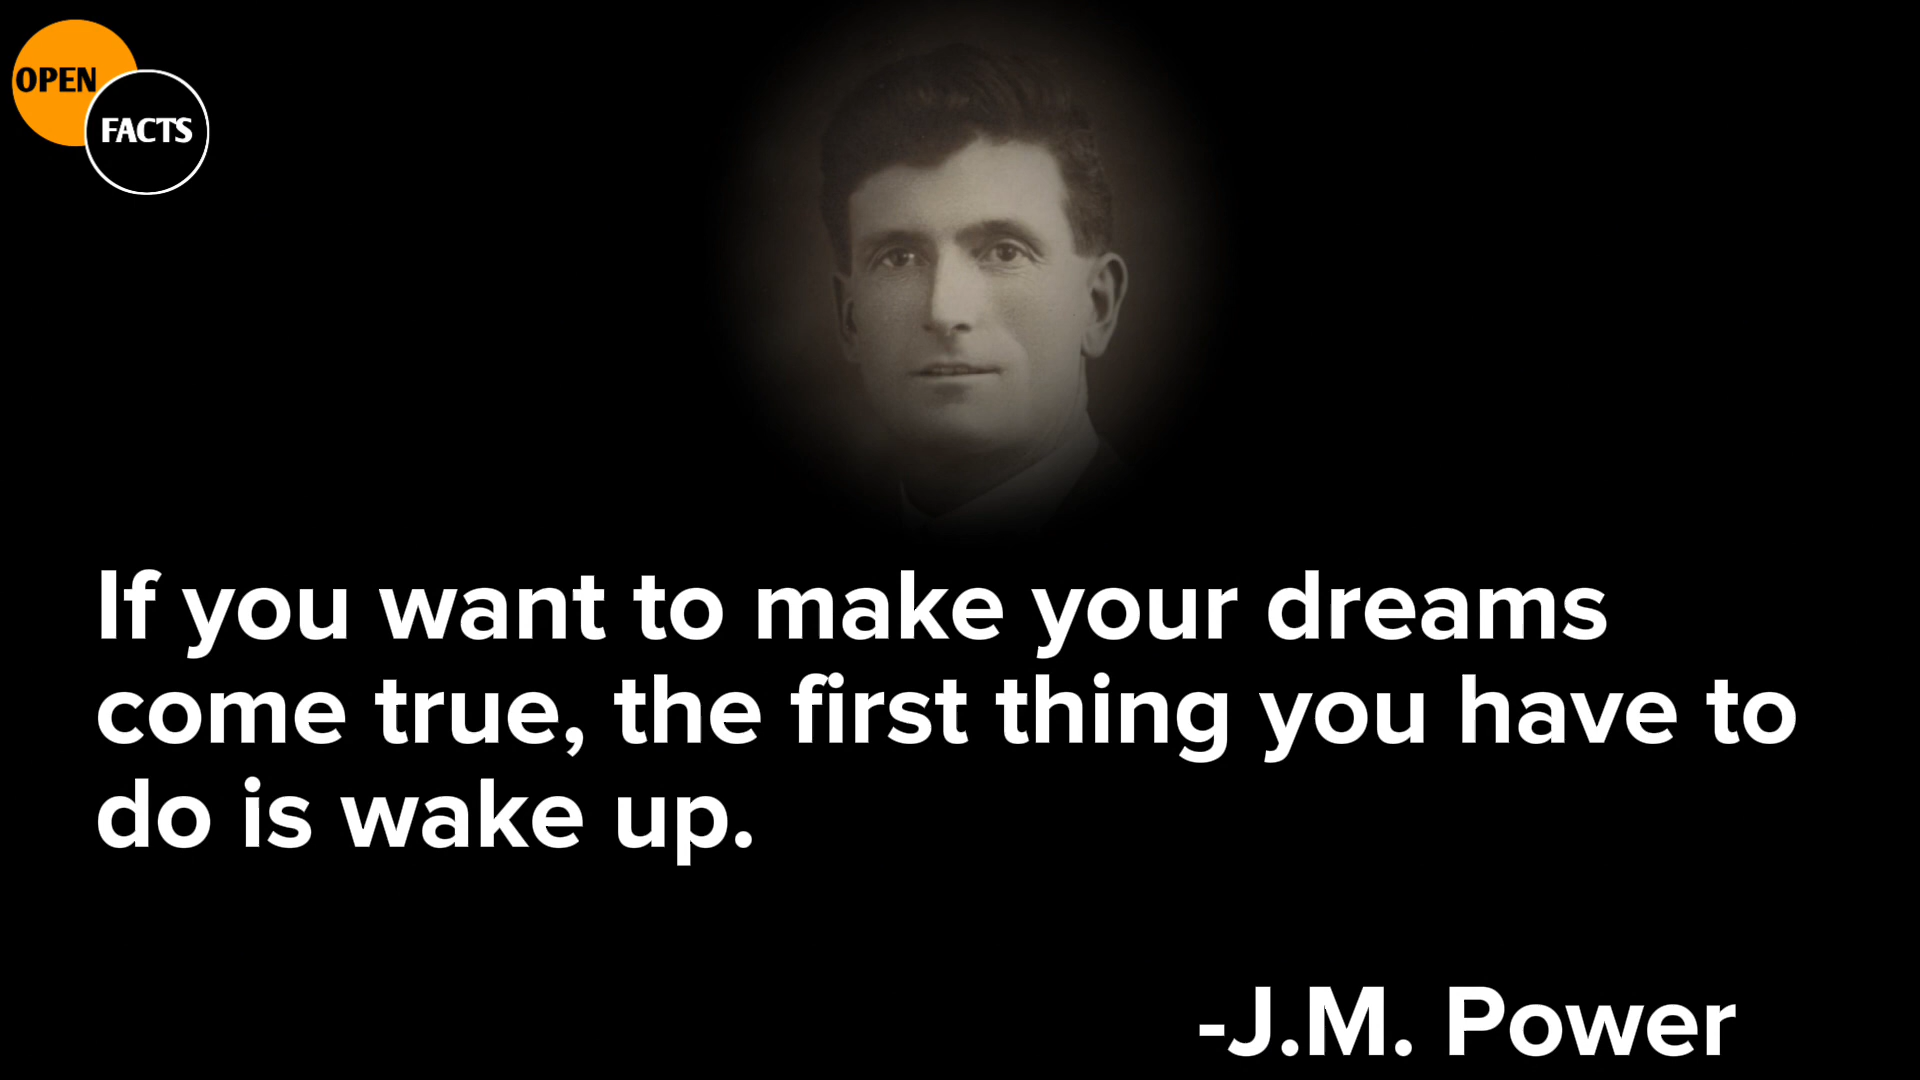 OPEN
FACTS
If you want to make your dreams
come true, the first thing you have to
do is wake up.
-J.M. Power